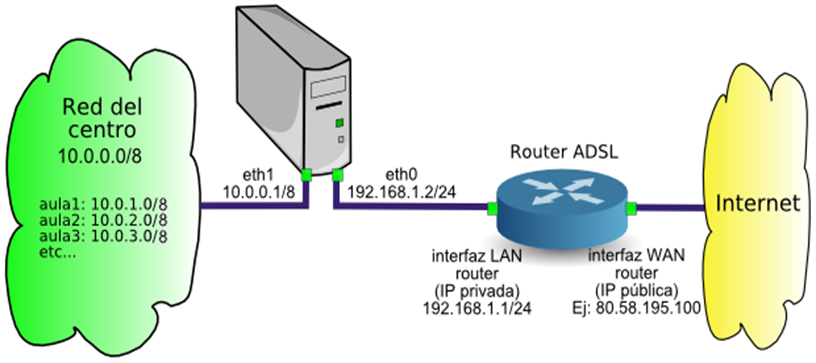 Red del
centro
10.0.0.0/8
aula1: 10.0.1.0/8
aula2: 10.0.2.0/8
aula3: 10.0.3.0/8
etc...
eth1
10.0.0.1/8
eth0
192.168.1.2/24
Router ADSL
interfaz LAN
router
(IP privada)
192.168.1.1/24
interfaz WAN
router
(IP pública)
Ej: 80.58.195.100
Internet